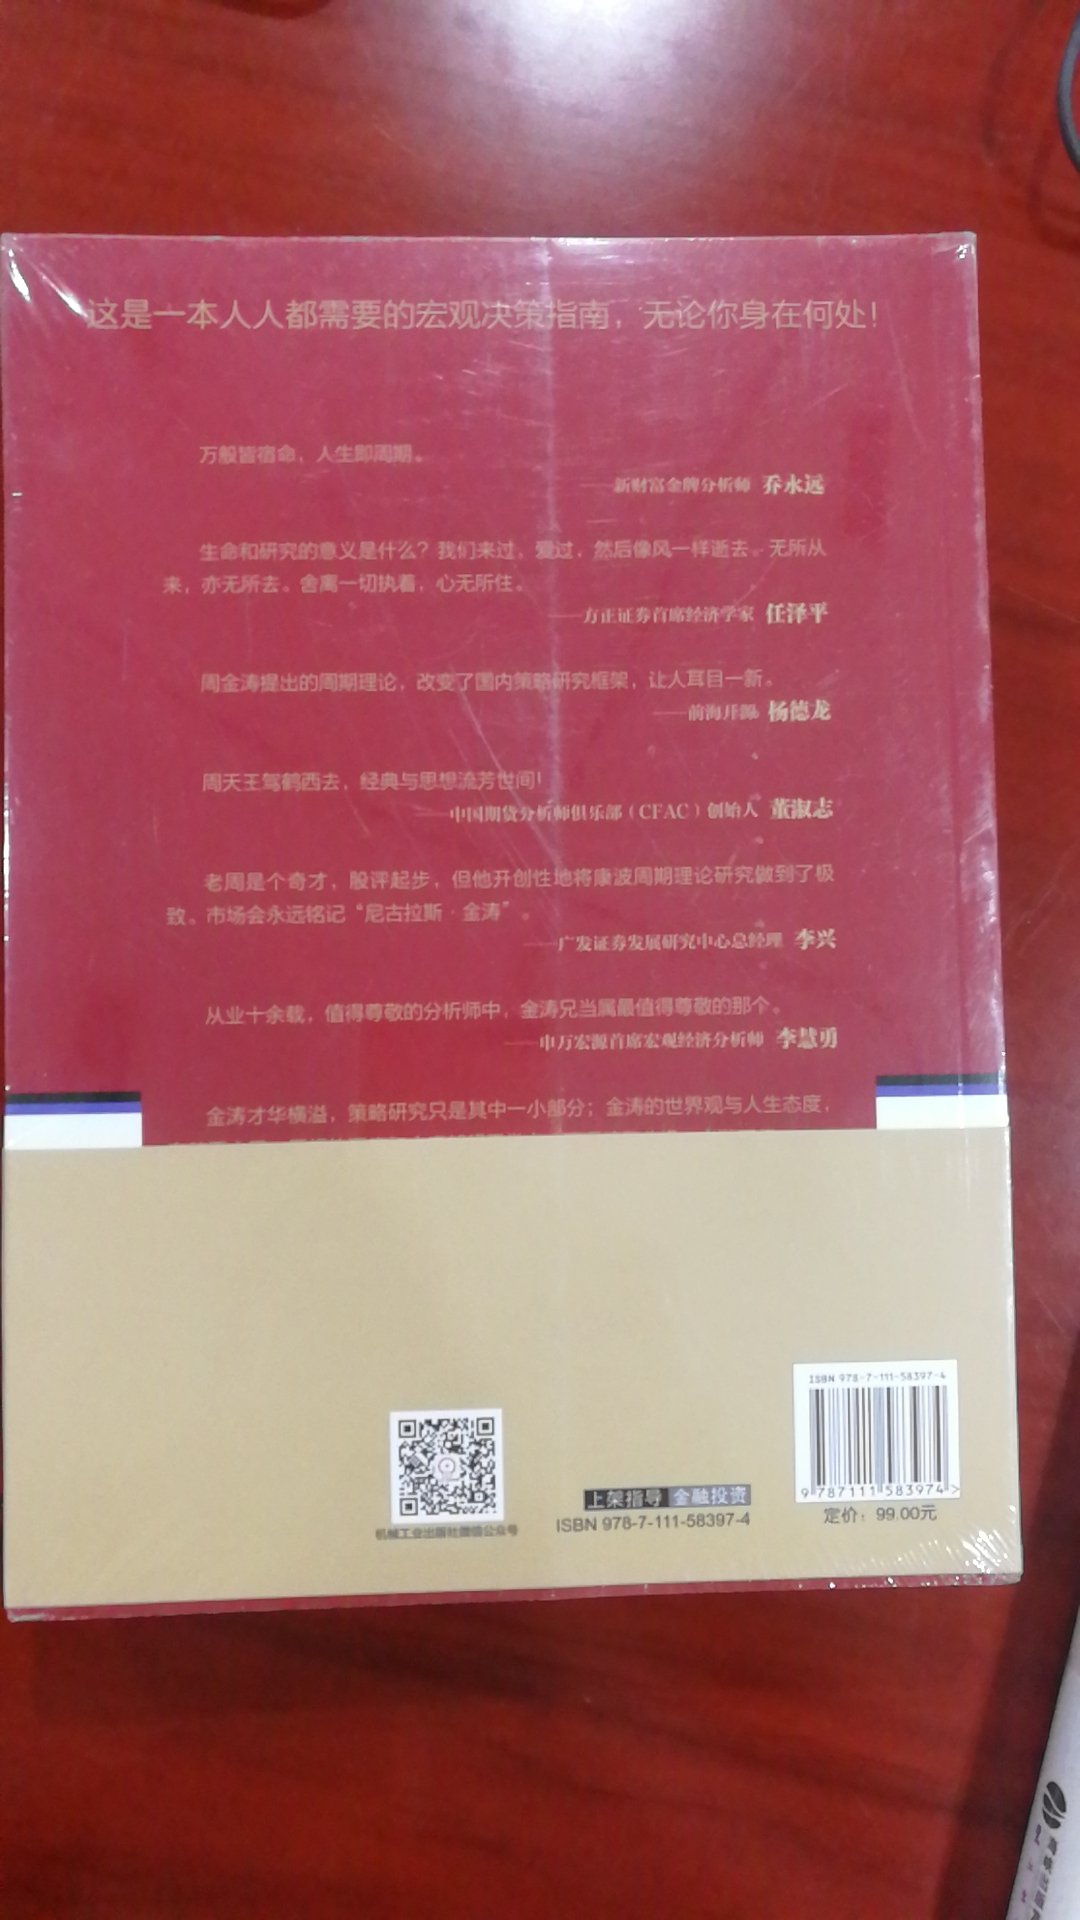 这是一本人人都需要的宏观决策指南，无论你身在何处！
万般皆宿命，人生即周期。
——新财富金牌分析师 乔永远
生命和研究的意义是什么？我们来过，爱过，然后像风一样逝去。无所从
来，亦无所去。舍离一切执着，心无所住。
——方正证券首席经济学家 任泽平
周金涛提出的周期理论，改变了国内策略研究框架，让人耳目一新。
——前海开源 杨德龙
周天王驾鹤西去，经典与思想流芳世间！
——中国期货分析师俱乐部（CFAC）创始人 董淑志
老周是个奇才，股评起步，但他开创性地将康波周期理论研究做到了极
致。市场会永远铭记“尼古拉斯·金涛”。
——广发证券发展研究中心总经理 李兴
从业十余载，值得尊敬的分析师中，金涛兄当属最值得尊敬的那个。
——申万宏源首席宏观经济分析师 李慧勇
金涛才华横溢，策略研究只是其中一小部分；金涛的世界观与人生态度，
ISBN 978-7-111-58397-4
9 787111 583974 >
定价：99.00元
上架指导 金融投资
ISBN 978-7-111-58397-4
机械工业出版社微信公众号